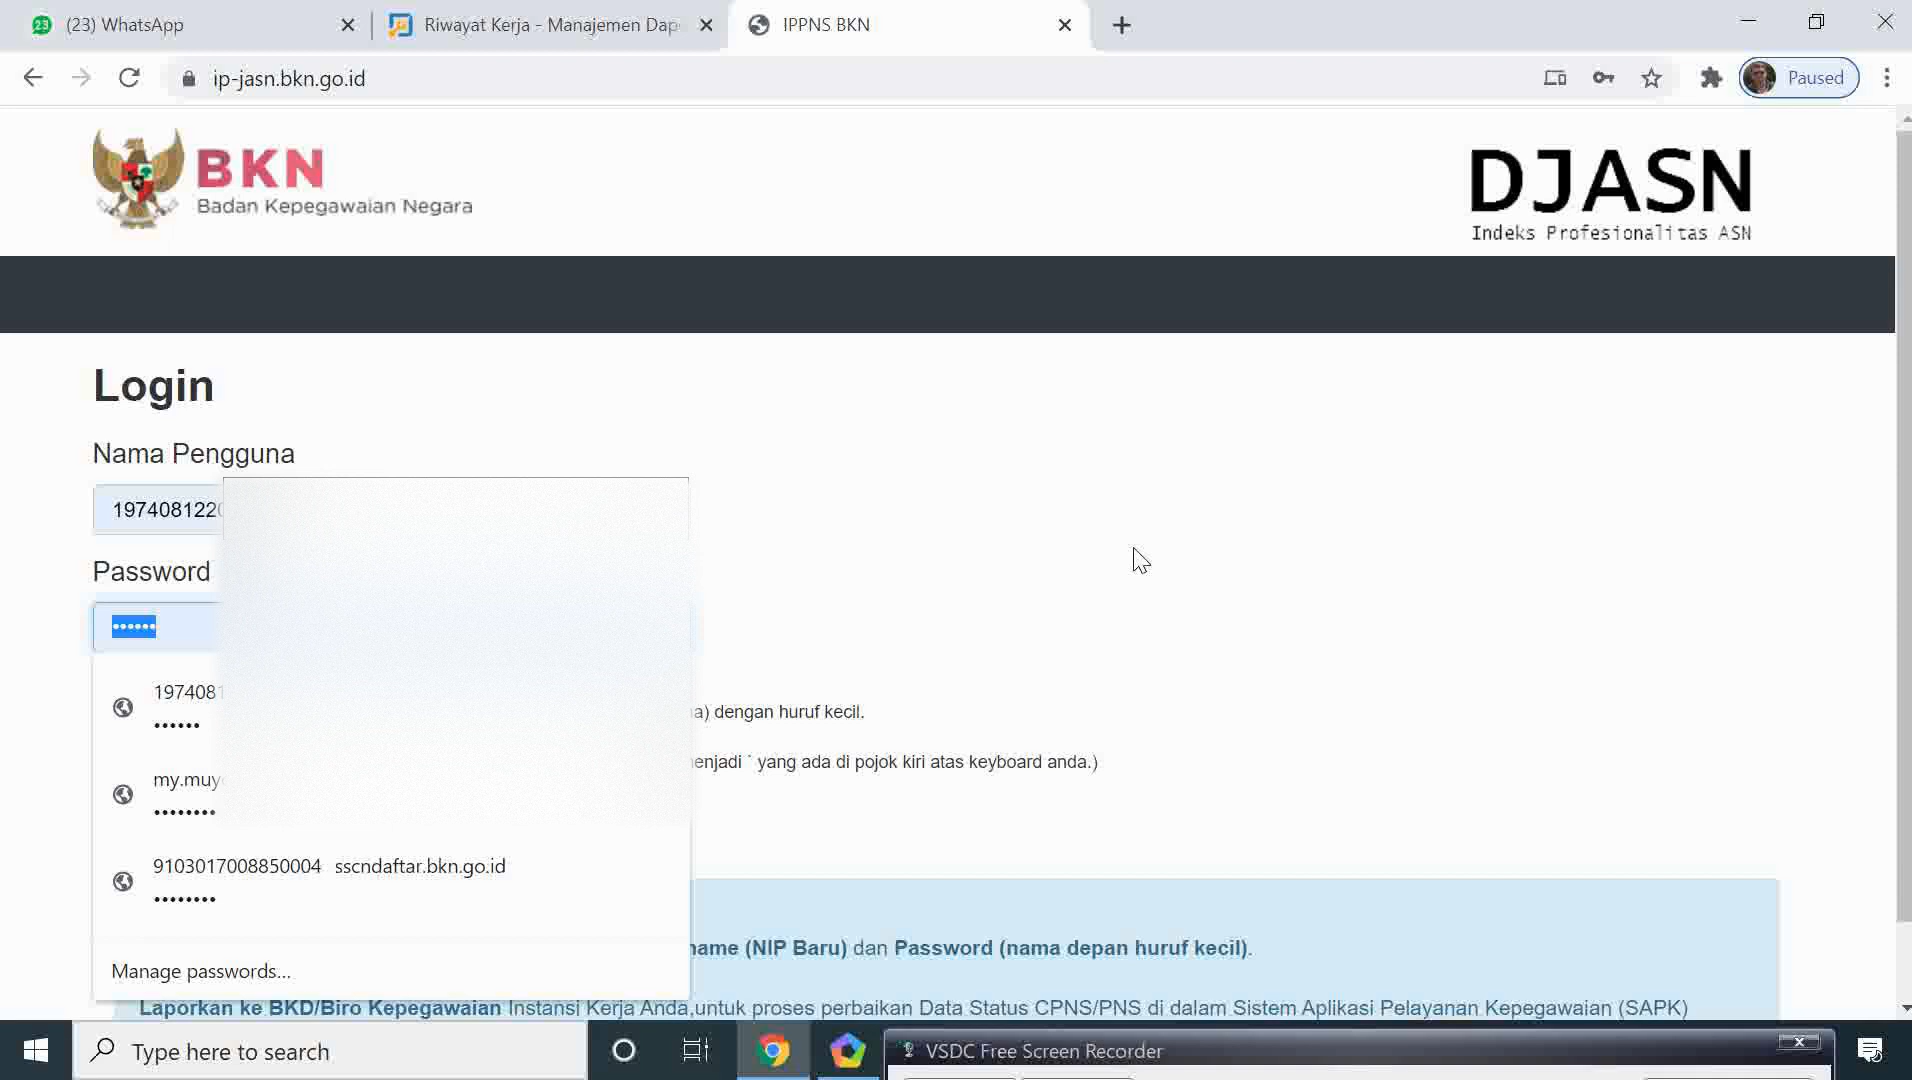 23 (23) WhatsApp
Riwayat Kerja - Manajemen Dap
IPPNS BKN
ip-jasn.bkn.go.id
Paused
BKN
Badan Kepegawaian Negara
DJASN
Indeks Profesionalitas ASN
Login
Nama Pengguna
197408122
Password
••••••
197408
••••••
a) dengan huruf kecil.
my.muy
••••••••
enjadi ` yang ada di pojok kiri atas keyboard anda.)
9103017008850004 sscndaftar.bkn.go.id
••••••••
name (NIP Baru) dan Password (nama depan huruf kecil).
Manage passwords...
Laporkan ke BKD/Biro Kepegawaian Instansi Kerja Anda,untuk proses perbaikan Data Status CPNS/PNS di dalam Sistem Aplikasi Pelayanan Kepegawaian (SAPK)
Type here to search
VSDC Free Screen Recorder